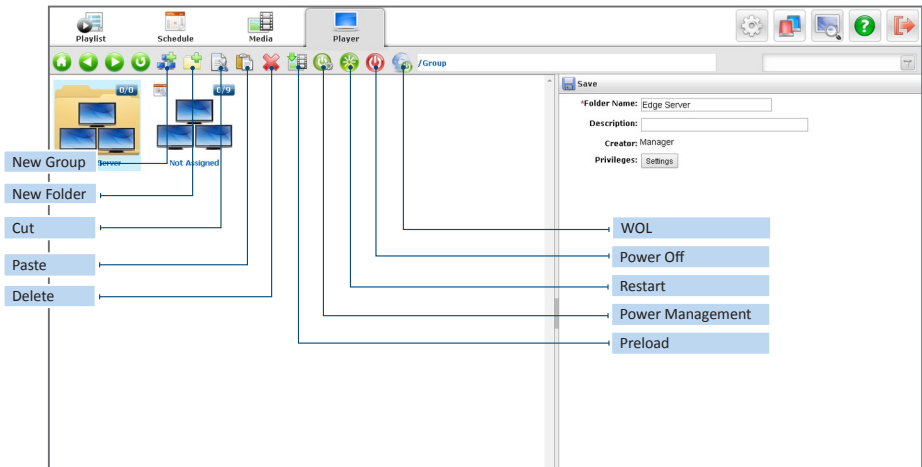 Playlist
Schedule
Media
Player
/Group
0/0
0/9
Server
Not Assigned
Save
*Folder Name: Edge Server
Description:
Creator: Manager
Privileges: Settings
New Group
New Folder
Cut
Paste
Delete
WOL
Power Off
Restart
Power Management
Preload